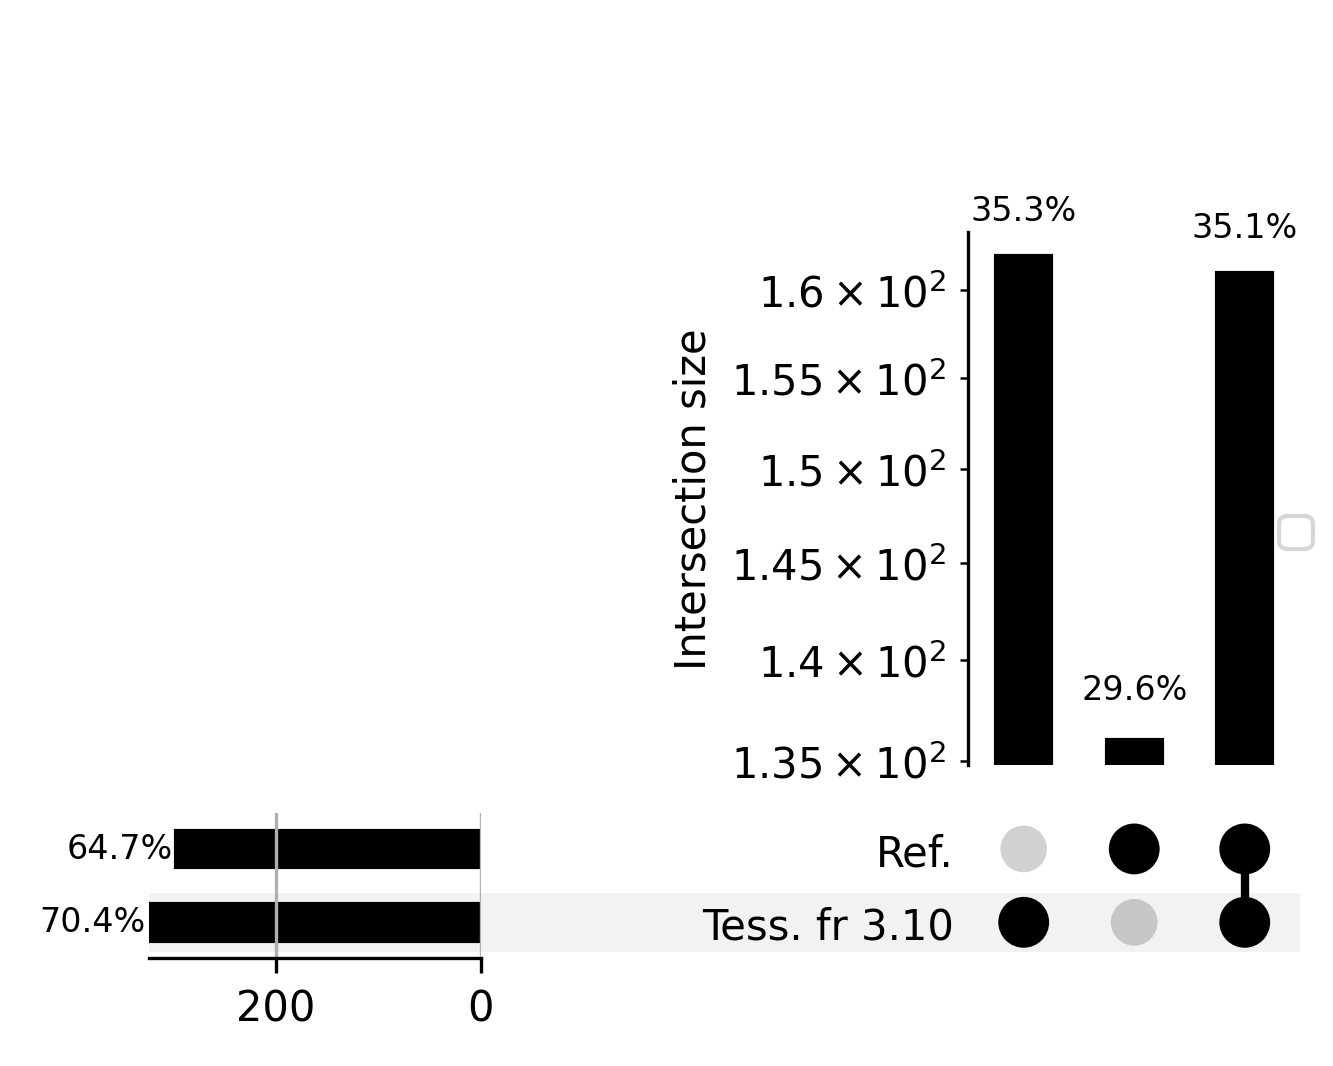 35.3%
35.1%
1.6 × 10²
1.55 × 10²
1.5 × 10²
1.45 × 10²
1.4 × 10²
1.35 × 10²
Intersection size
29.6%
64.7%
Ref.
70.4%
Tess. fr 3.10
200 0